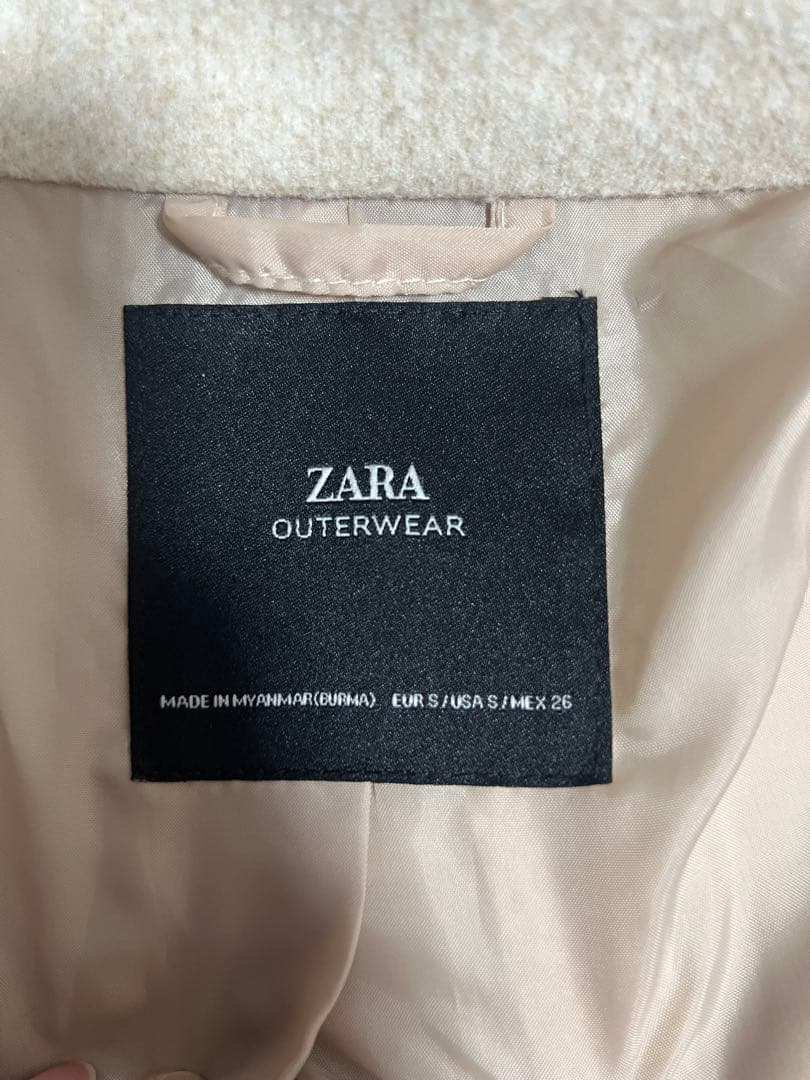 ZARA
OUTERWEAR
MADE IN MYANMAR(BURMA) EUR S / USA S / MEX 26